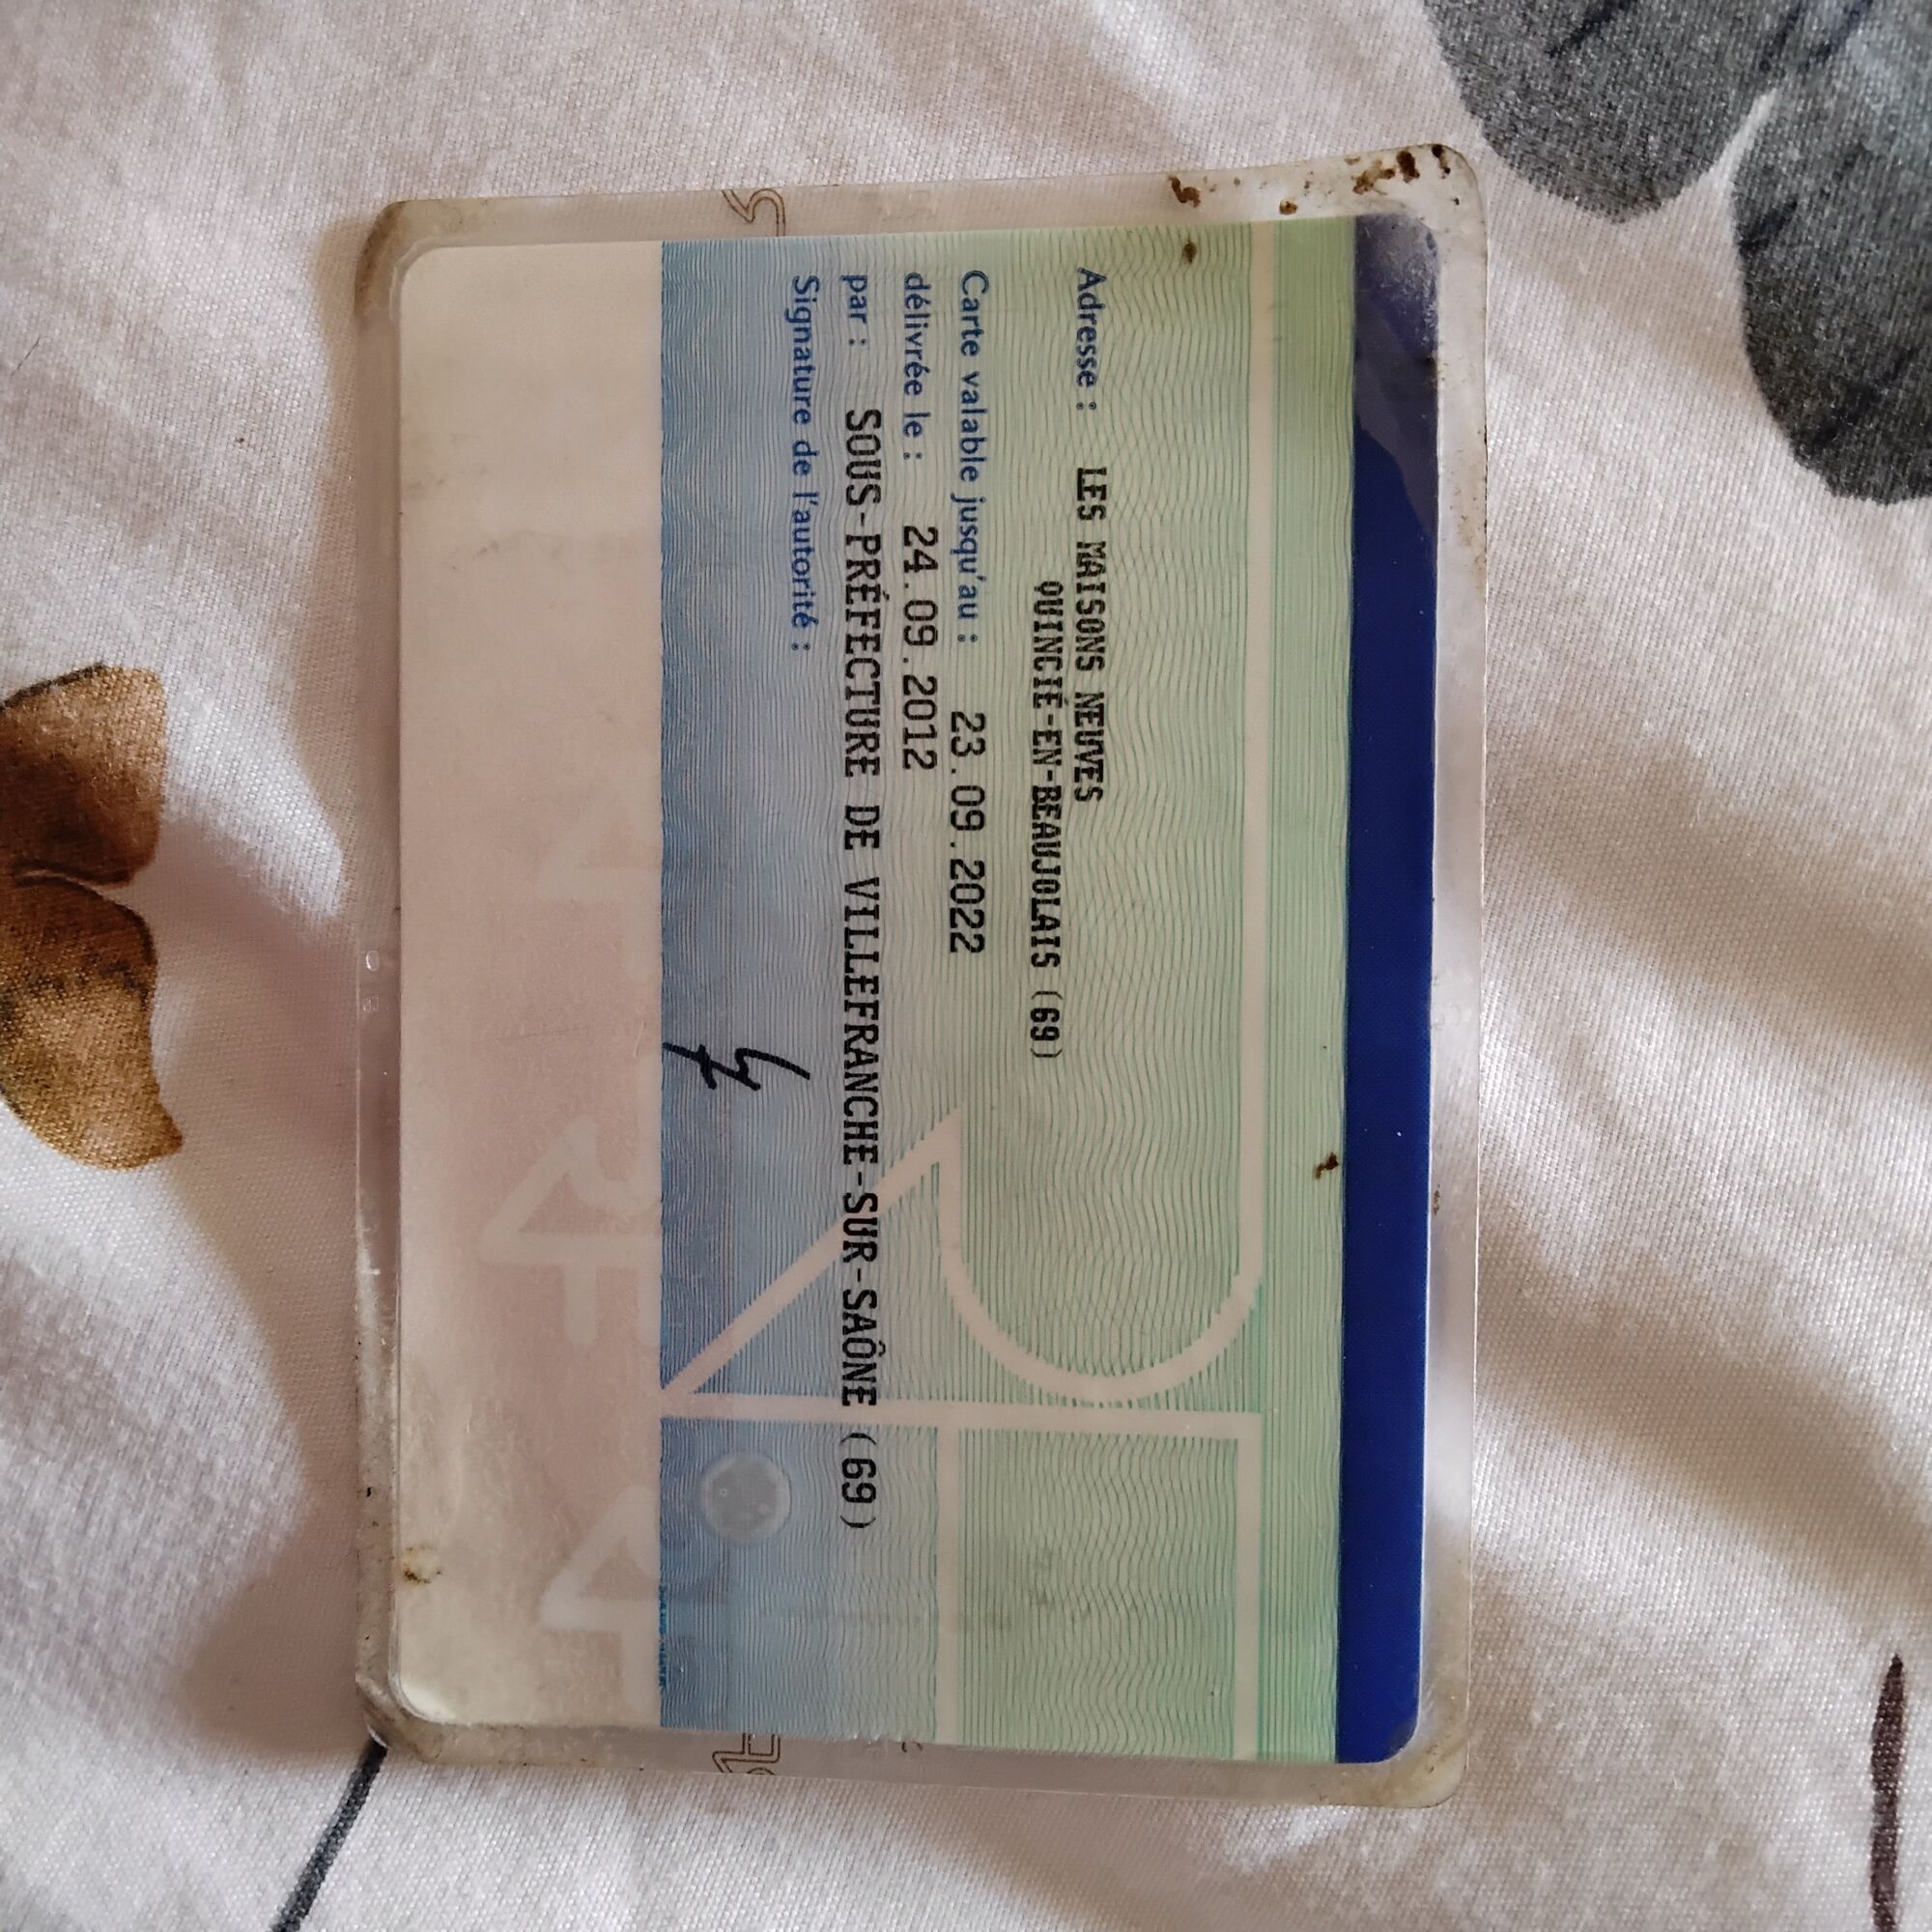 Adresse : LES MAISONS NEUVES
QUINCIÉ-EN-BEAUJOLAIS (69)
Carte valable jusqu'au : 23.09.2022
délivrée le : 24.09.2012
par : SOUS-PRÉFECTURE DE VILLEFRANCHE-SUR-SAÔNE (69)
Signature de l'autorité :